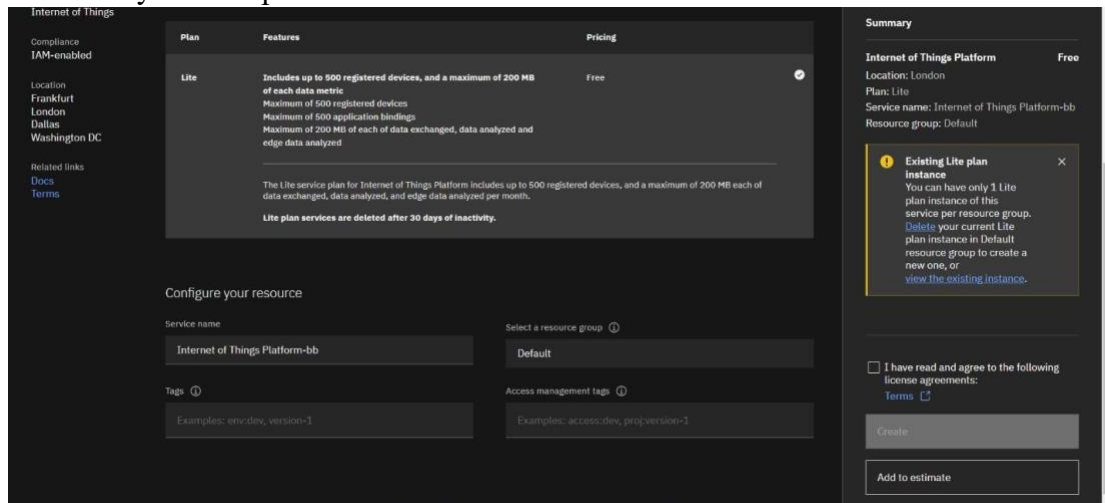 Internet of Things
Compliance
IAM-enabled
Location
Frankfurt
London
Dallas
Washington DC
Related links
Docs
Terms
Plan Features Pricing
Lite Includes up to 500 registered devices, and a maximum of 200 MB Free
of each data metric
Maximum of 500 registered devices
Maximum of 500 application bindings
Maximum of 200 MB of each of data exchanged, data analyzed and
edge data analyzed
The Lite service plan for Internet of Things Platform includes up to 500 registered devices, and a maximum of 200 MB each of
data exchanged, data analyzed, and edge data analyzed per month.
Lite plan services are deleted after 30 days of inactivity.
Configure your resource
Service name
Internet of Things Platform-bb
Select a resource group
Default
Tags
Examples: env:dev, version-1
Access management tags
Examples: access:dev, proj:version-1
Summary
Internet of Things Platform Free
Location: London
Plan: Lite
Service name: Internet of Things Platform-bb
Resource group: Default
Existing Lite plan
instance
You can have only 1 Lite
plan instance of this
service per resource group.
Delete your current Lite
plan instance in Default
resource group to create a
new one, or
view the existing instance.
I have read and agree to the following
license agreements:
Terms
Create
Add to estimate